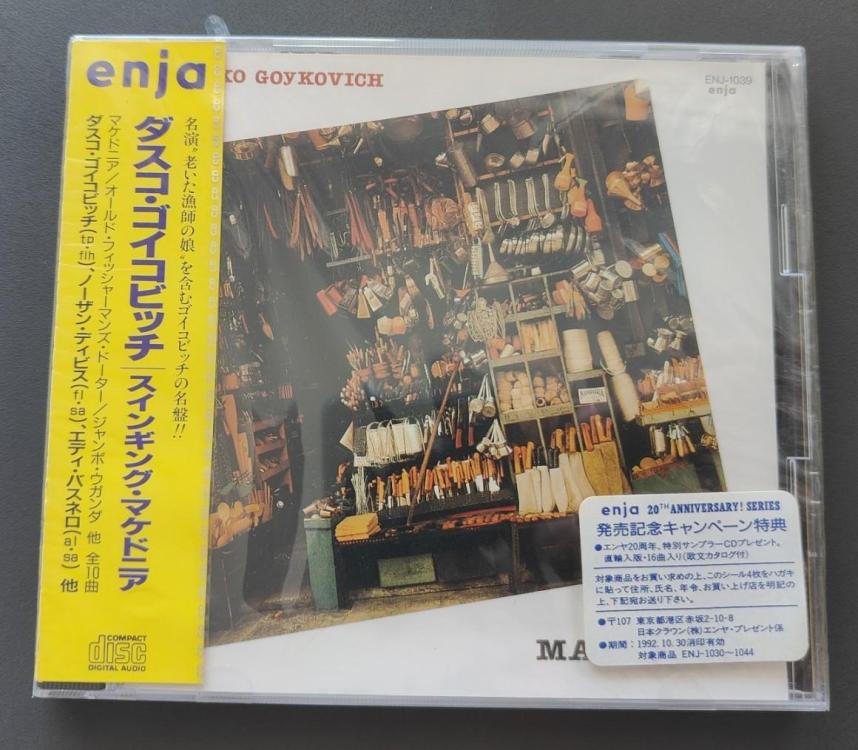 enja
ダスコ・ゴイコビッチ｜スインギング・マケドニア
名演“老いた漁師の娘”を含むゴイコビッチの名盤!!
マケドニア／オールド・フィッシャーマンズ・ドーター／ジャンボ・ウガンダ 他 全10曲
ダスコ・ゴイコビッチ(tp・flh)、ノーザン・デイビス(fl・sa)、エディ・バスネロ(a・sa) 他
COMPACT
disc
DIGITAL AUDIO
KO GOYKOVICH
ENJ-1039
enja
MA
enja 20TH ANNIVERSARY! SERIES
発売記念キャンペーン特典
●エンヤ20周年、特別サンプラーCDプレゼント。
直輸入版・16曲入り(欧文カタログ付)
対象商品をお買い求めの上、このシール4枚をハガキ
に貼って住所、氏名、年令、お買い上げ店を明記の
上、下記宛お送り下さい。
●〒107 東京都港区赤坂2-10-8
日本クラウン(株)エンヤ・プレゼント係
●期間：1992.10.30消印有効
対象商品 ENJ-1030〜1044